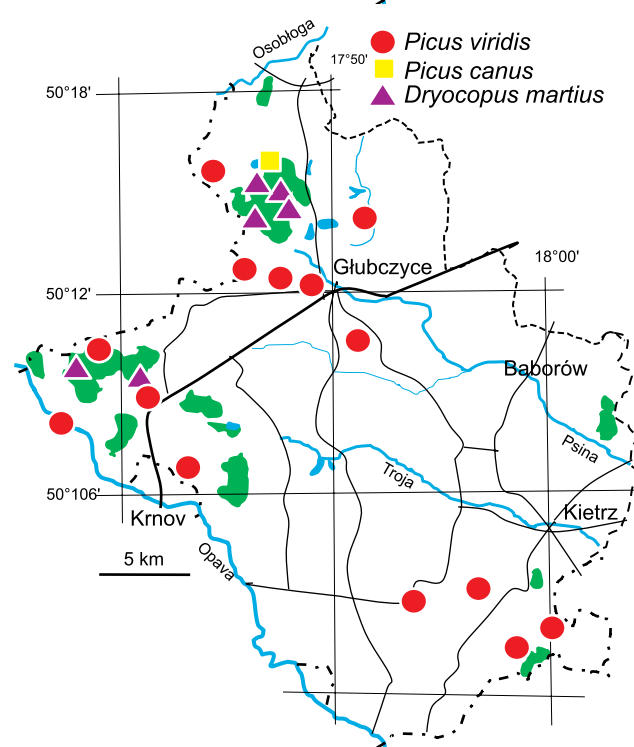 Osobłoga
Picus viridis
17°50'
Picus canus
50°18'
Dryocopus martius
18°00'
Głubczyce
50°12'
Baborów
Psina
Troja
50°106'
Krnov
Kietrz
Opava
5 km